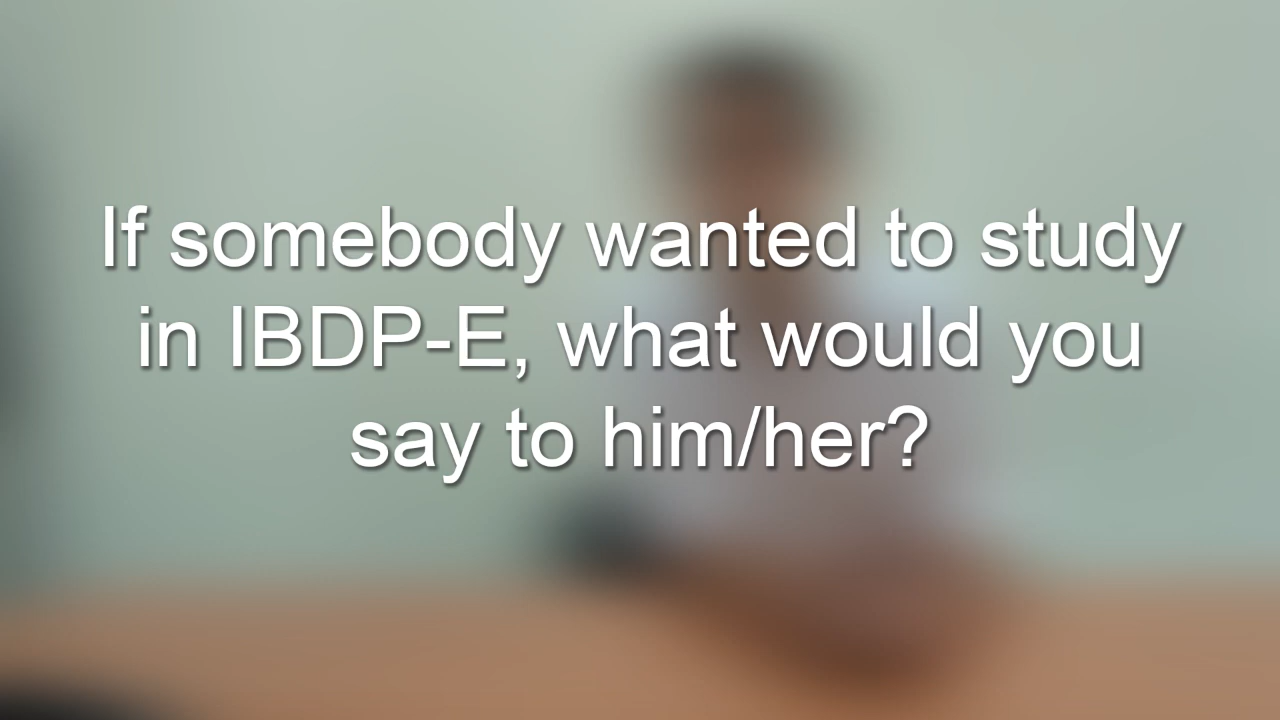 If somebody wanted to study
in IBDP-E, what would you
say to him/her?